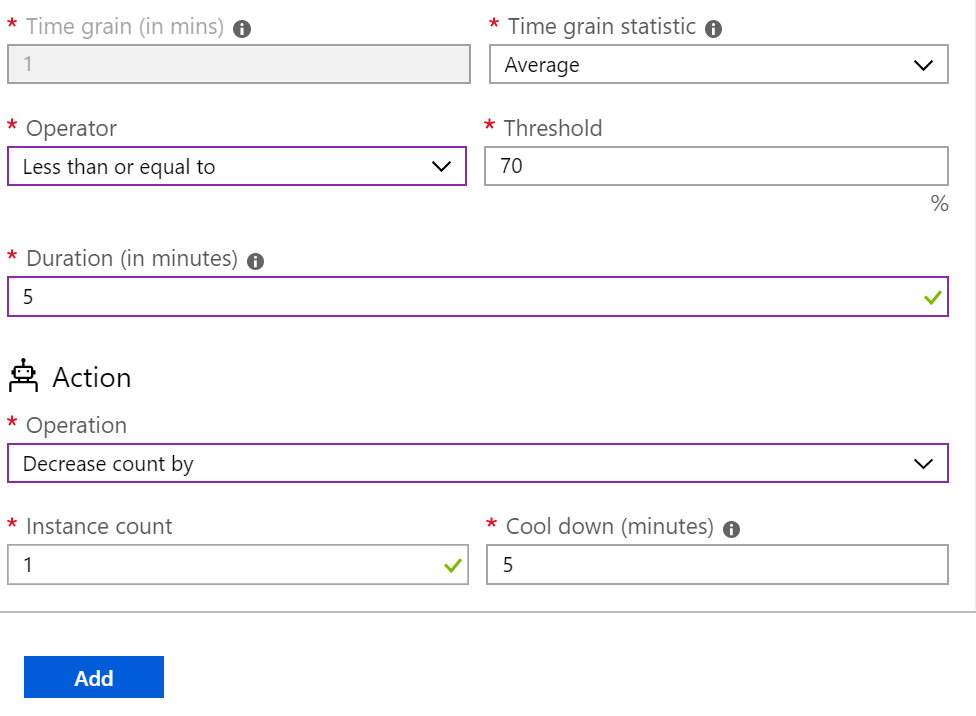 * Time grain (in mins)
* Time grain statistic
1
Average
* Operator
* Threshold
Less than or equal to
70
%
* Duration (in minutes)
5
Action
* Operation
Decrease count by
* Instance count
* Cool down (minutes)
1
5
Add